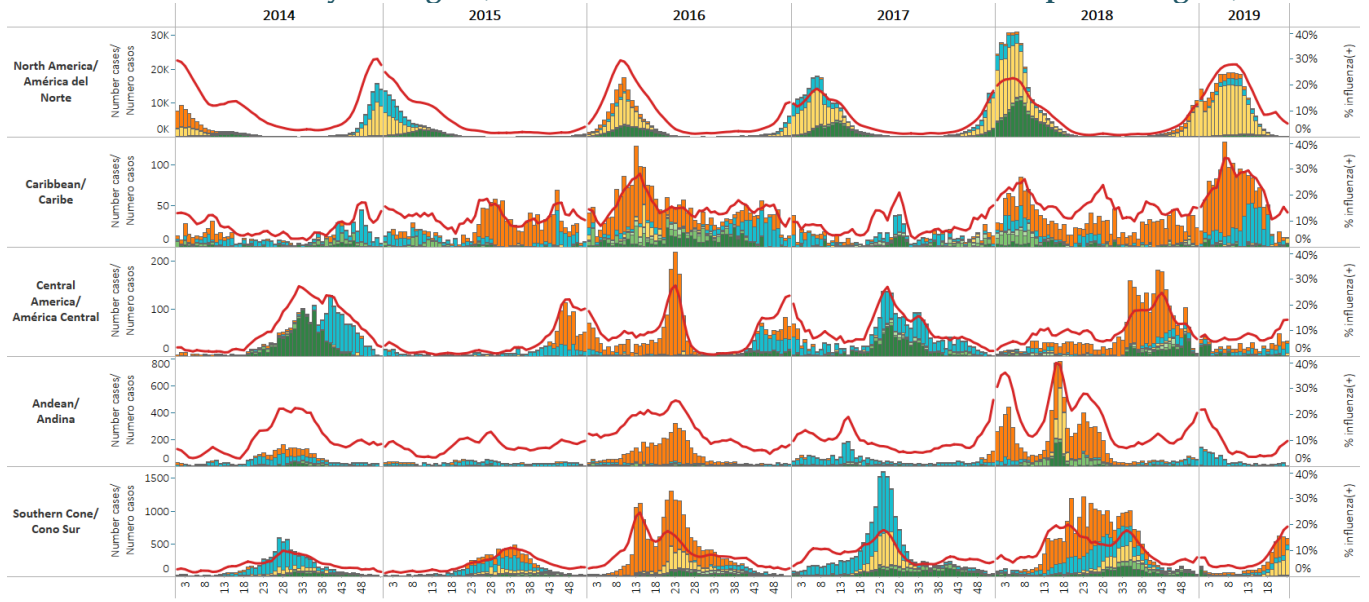 2014 2015 2016 2017 2018 2019
North America/
América del
Norte
Number cases/
Numero casos
30K
20K
10K
0K
40%
30%
20%
10%
0%
% influenza(+)
Caribbean/
Caribe
Number cases/
Numero casos
100
50
0
40%
30%
20%
10%
0%
% influenza(+)
Central
America/
América Central
Number cases/
Numero casos
200
100
0
40%
30%
20%
10%
0%
% influenza(+)
Andean/
Andina
Number cases/
Numero casos
800
600
400
200
0
40%
30%
20%
10%
0%
% influenza(+)
Southern Cone/
Cono Sur
Number cases/
Numero casos
1500
1000
500
0
40%
30%
20%
10%
0%
% influenza(+)
3 8 13 18 23 28 33 38 43 48 3 8 13 18 23 28 33 38 43 48 3 8 13 18 23 28 33 38 43 48 3 8 13 18 23 28 33 38 43 48 3 8 13 18 23 28 33 38 43 48 3 8 13 18